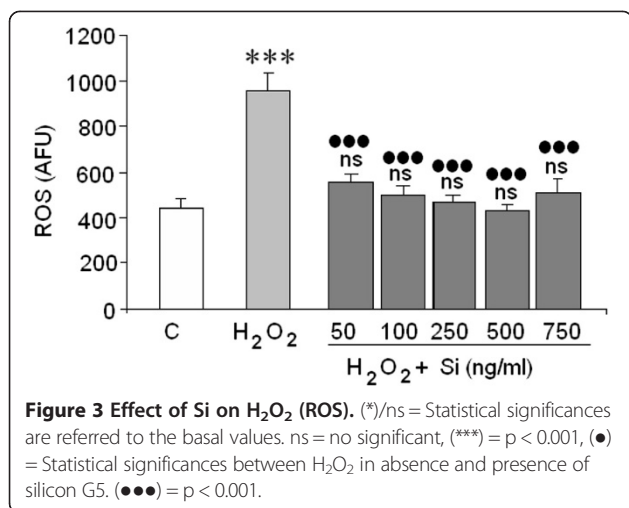 1200
1000
800
600
400
200
0
ROS (AFU)
***
●●●
ns
●●●
ns
●●●
ns
●●●
ns
●●●
ns
C H₂O₂ 50 100 250 500 750
H₂O₂ + Si (ng/ml)
Figure 3 Effect of Si on H₂O₂ (ROS). (*)/ns = Statistical significances
are referred to the basal values. ns = no significant, (***) = p < 0.001, (●)
= Statistical significances between H₂O₂ in absence and presence of
silicon G5. (●●●) = p < 0.001.